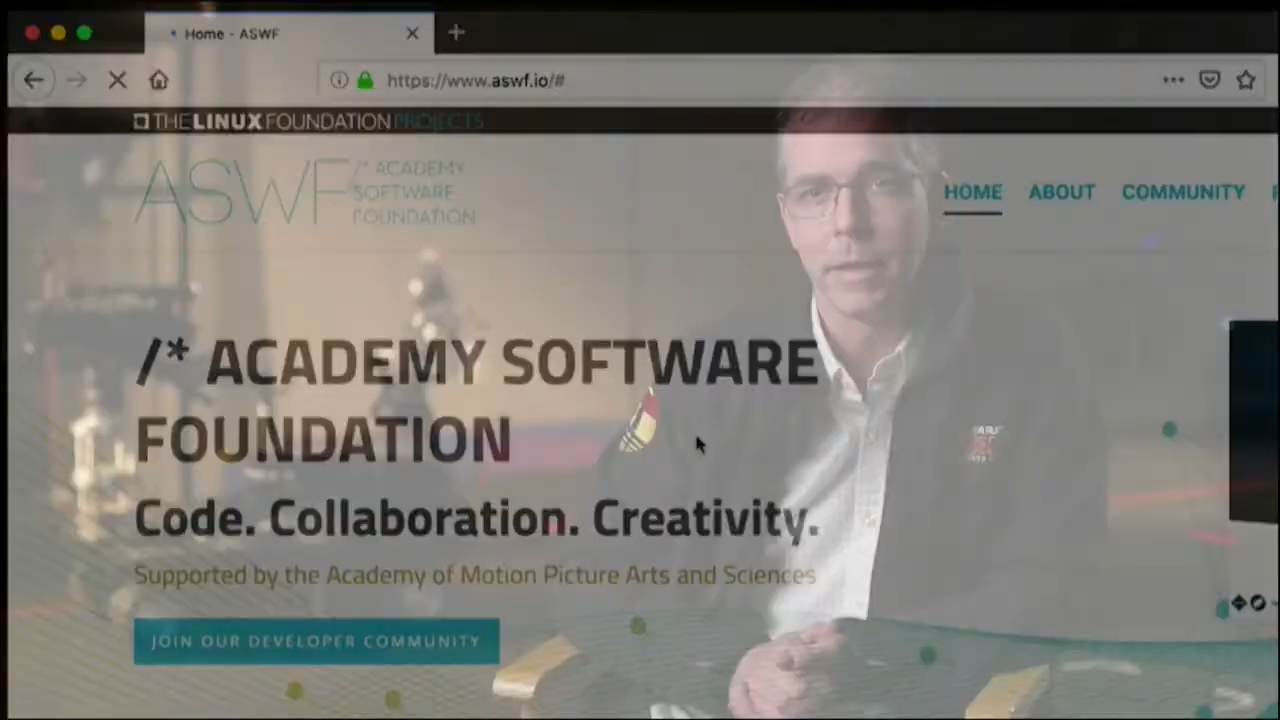 Home - ASWF
https://www.aswf.io/#
THE LINUX FOUNDATION PROJECTS
ASWF
/* ACADEMY
SOFTWARE
FOUNDATION
HOME ABOUT COMMUNITY
/* ACADEMY SOFTWARE
FOUNDATION
Code. Collaboration. Creativity.
Supported by the Academy of Motion Picture Arts and Sciences
JOIN OUR DEVELOPER COMMUNITY